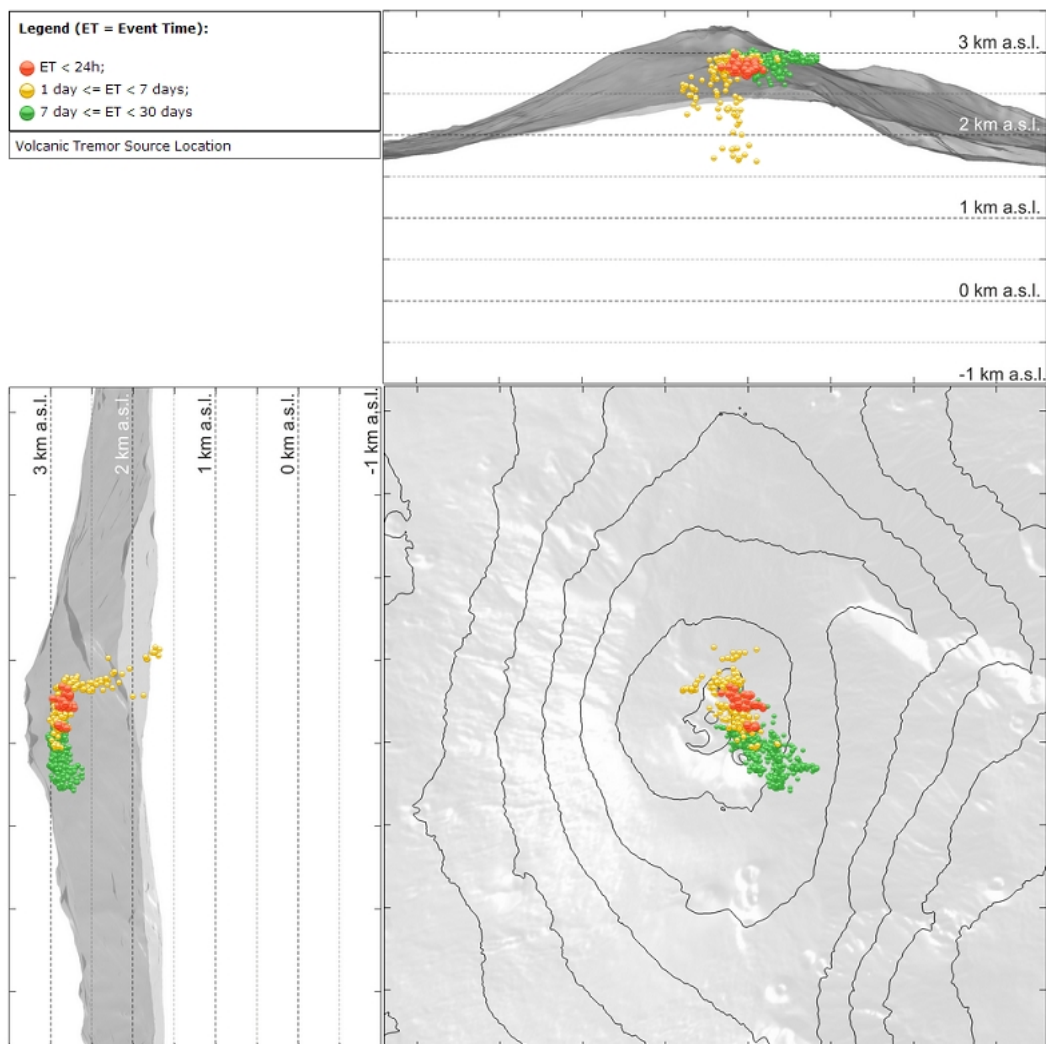 Legend (ET = Event Time):
ET < 24h;
1 day <= ET < 7 days;
7 day <= ET < 30 days
Volcanic Tremor Source Location
3 km a.s.l.
2 km a.s.l.
1 km a.s.l.
0 km a.s.l.
-1 km a.s.l.
3 km a.s.l.
2 km a.s.l.
1 km a.s.l.
0 km a.s.l.
-1 km a.s.l.